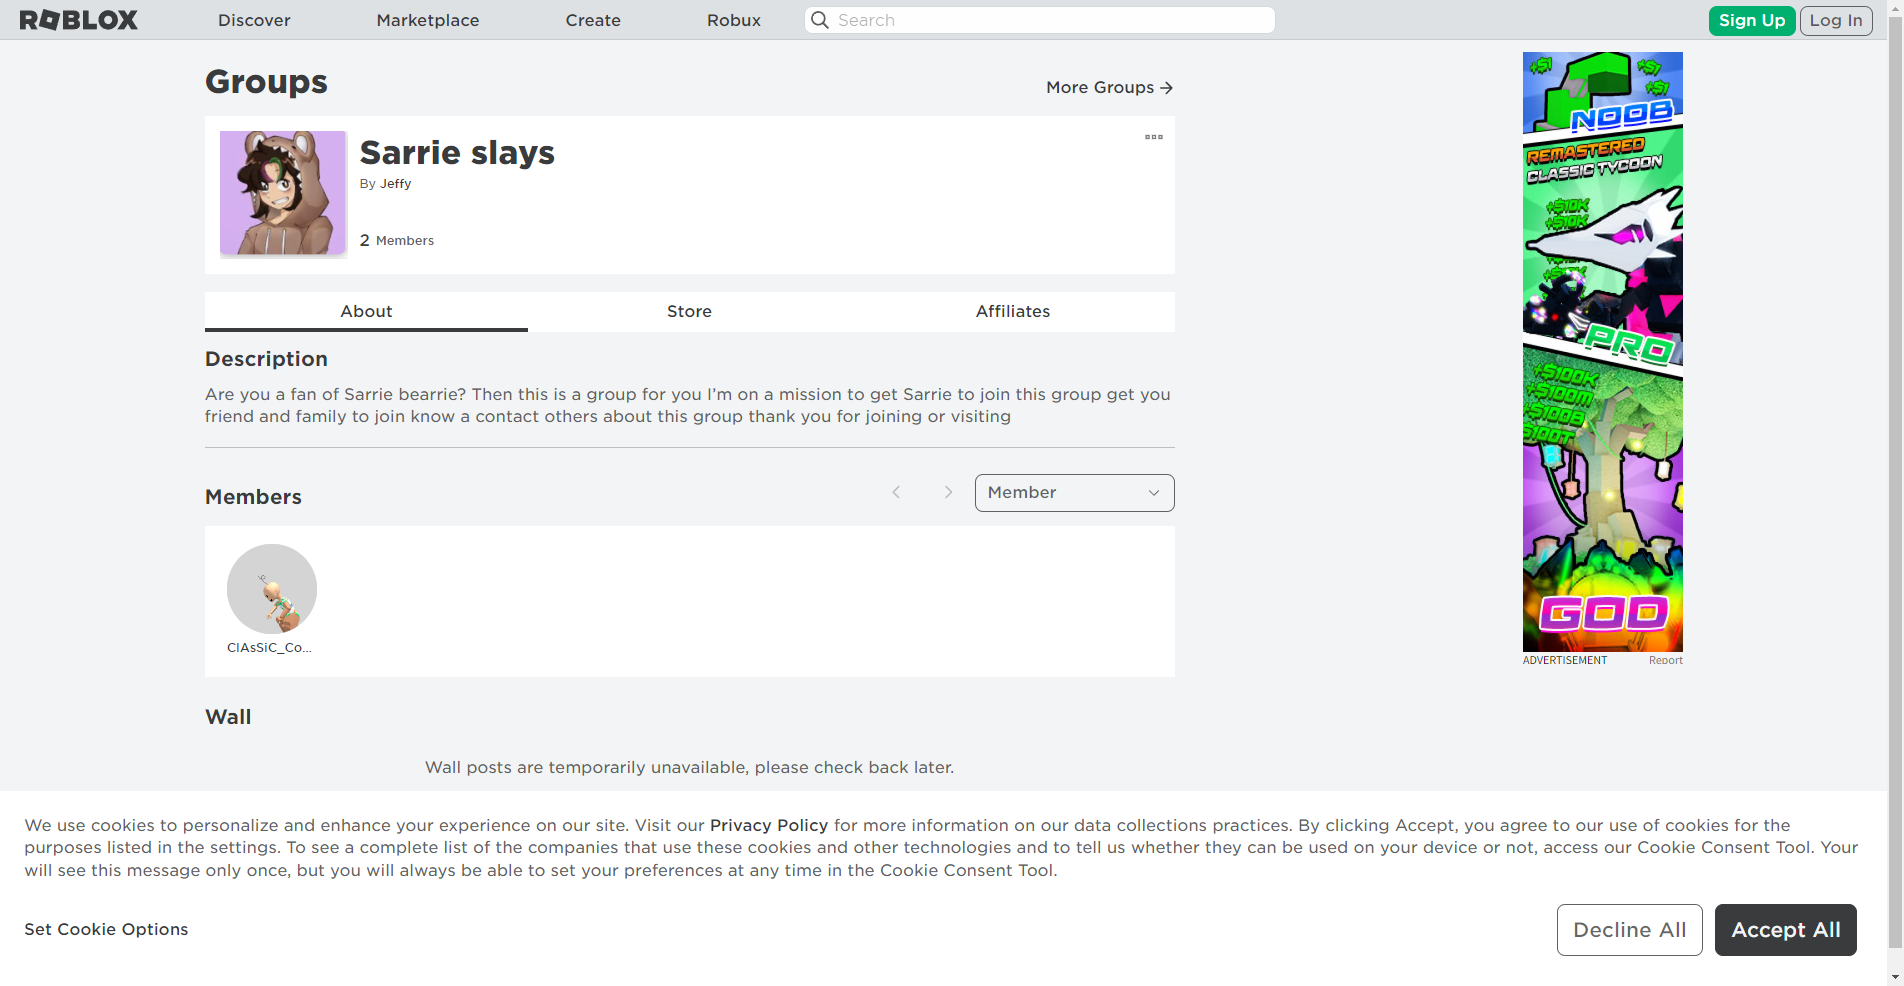 ROBLOX Discover Marketplace Create Robux Search Sign Up Log In
Groups
More Groups
Sarrie slays
By Jeffy
2 Members
About Store Affiliates
Description
Are you a fan of Sarrie bearrie? Then this is a group for you I’m on a mission to get Sarrie to join this group get you
friend and family to join know a contact others about this group thank you for joining or visiting
Members
Member
ClAsSiC_Co...
Wall
Wall posts are temporarily unavailable, please check back later.
+$1
+$1
+$1
NOOB
REMASTERED
CLASSIC TYCOON
+$10K
+$10K
+$10K
PRO
+$100K
+$100M
+$100B
$100T
GOD
ADVERTISEMENT Report
We use cookies to personalize and enhance your experience on our site. Visit our Privacy Policy for more information on our data collections practices. By clicking Accept, you agree to our use of cookies for the
purposes listed in the settings. To see a complete list of the companies that use these cookies and other technologies and to tell us whether they can be used on your device or not, access our Cookie Consent Tool. Your
will see this message only once, but you will always be able to set your preferences at any time in the Cookie Consent Tool.
Set Cookie Options
Decline All Accept All